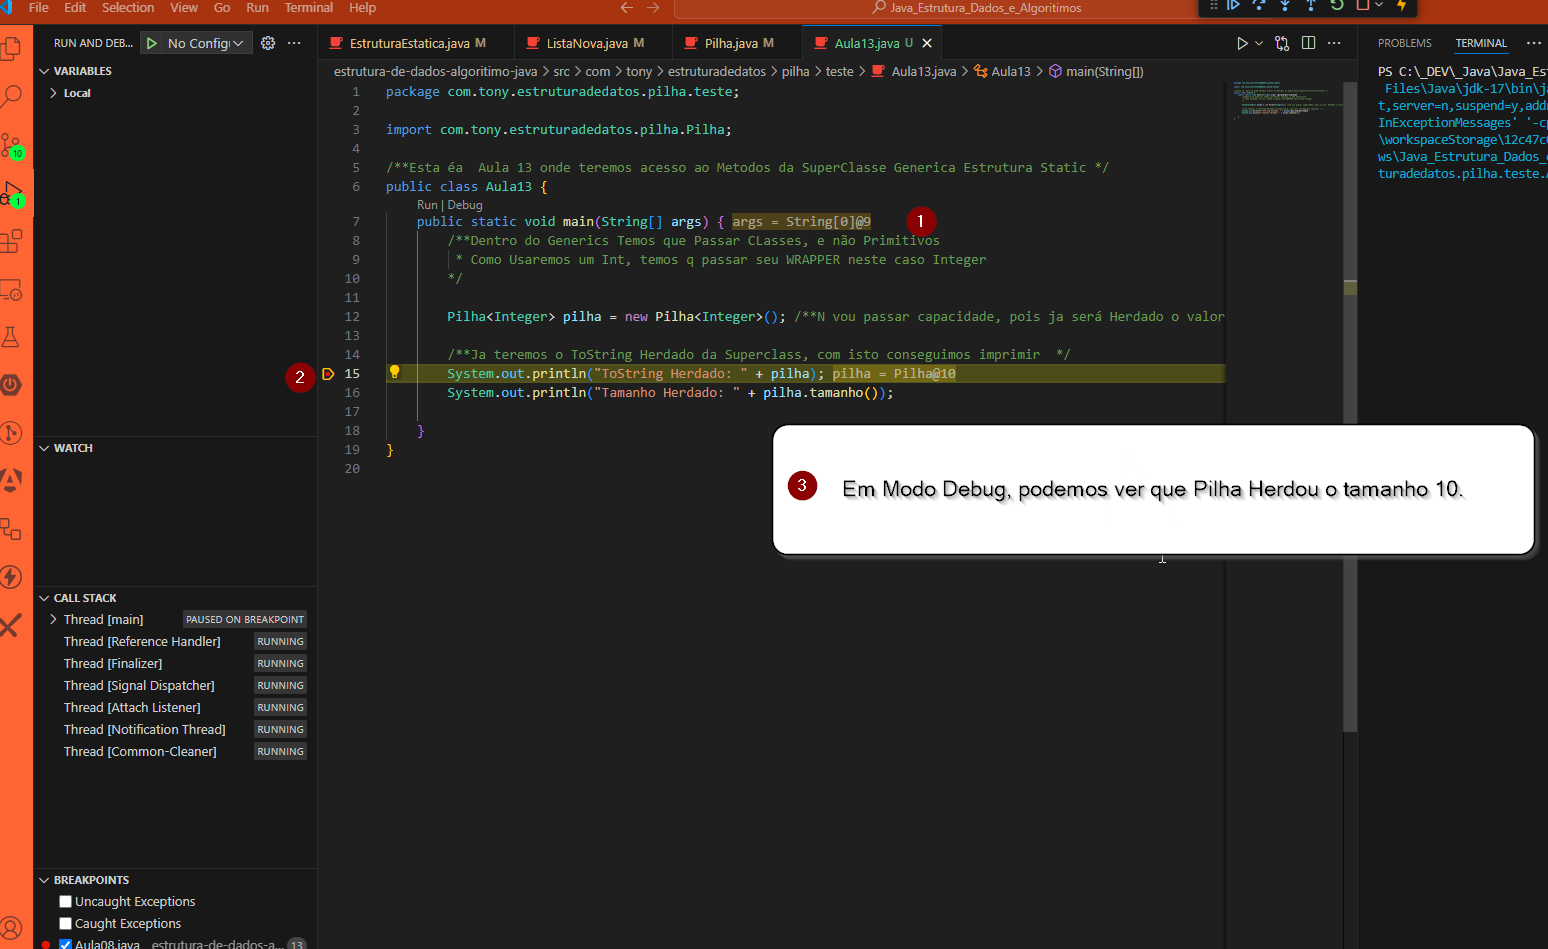 File Edit Selection View Go Run Terminal Help
Java_Estrutura_Dados_e_Algoritimos
RUN AND DEB... No Config
EstruturaEstatica.java M
ListaNova.java M
Pilha.java M
Aula13.java U
PROBLEMS TERMINAL
VARIABLES
Local
estrutura-de-dados-algoritimo-java > src > com > tony > estruturadedatos > pilha > teste > Aula13.java > Aula13 > main(String[])
1 package com.tony.estruturadedatos.pilha.teste;
2
3 import com.tony.estruturadedatos.pilha.Pilha;
4
5 /**Esta éa  Aula 13 onde teremos acesso ao Metodos da SuperClasse Generica Estrutura Static */
6 public class Aula13 {
Run | Debug
7 public static void main(String[] args) { args = String[0]@9
1
8 /**Dentro do Generics Temos que Passar CLasses, e não Primitivos
9 * Como Usaremos um Int, temos q passar seu WRAPPER neste caso Integer
10 */
11
12 Pilha<Integer> pilha = new Pilha<Integer>(); /**N vou passar capacidade, pois ja será Herdado o valor
13
14 /**Ja teremos o ToString Herdado da Superclass, com isto conseguimos imprimir  */
2
15 System.out.println("ToString Herdado: " + pilha); pilha = Pilha@10
16 System.out.println("Tamanho Herdado: " + pilha.tamanho());
17
18 }
19 }
20
3 Em Modo Debug, podemos ver que Pilha Herdou o tamanho 10.
PS C:\_DEV\_Java\Java_Es
Files\Java\jdk-17\bin\ja
t,server=n,suspend=y,addr
InExceptionMessages' '-cp
\workspaceStorage\12c47c
ws\Java_Estrutura_Dados_
turadedatos.pilha.teste.
10
1
WATCH
CALL STACK
Thread [main] PAUSED ON BREAKPOINT
Thread [Reference Handler] RUNNING
Thread [Finalizer] RUNNING
Thread [Signal Dispatcher] RUNNING
Thread [Attach Listener] RUNNING
Thread [Notification Thread] RUNNING
Thread [Common-Cleaner] RUNNING
BREAKPOINTS
Uncaught Exceptions
Caught Exceptions
Aula08.java estrutura-de-dados-a... 13